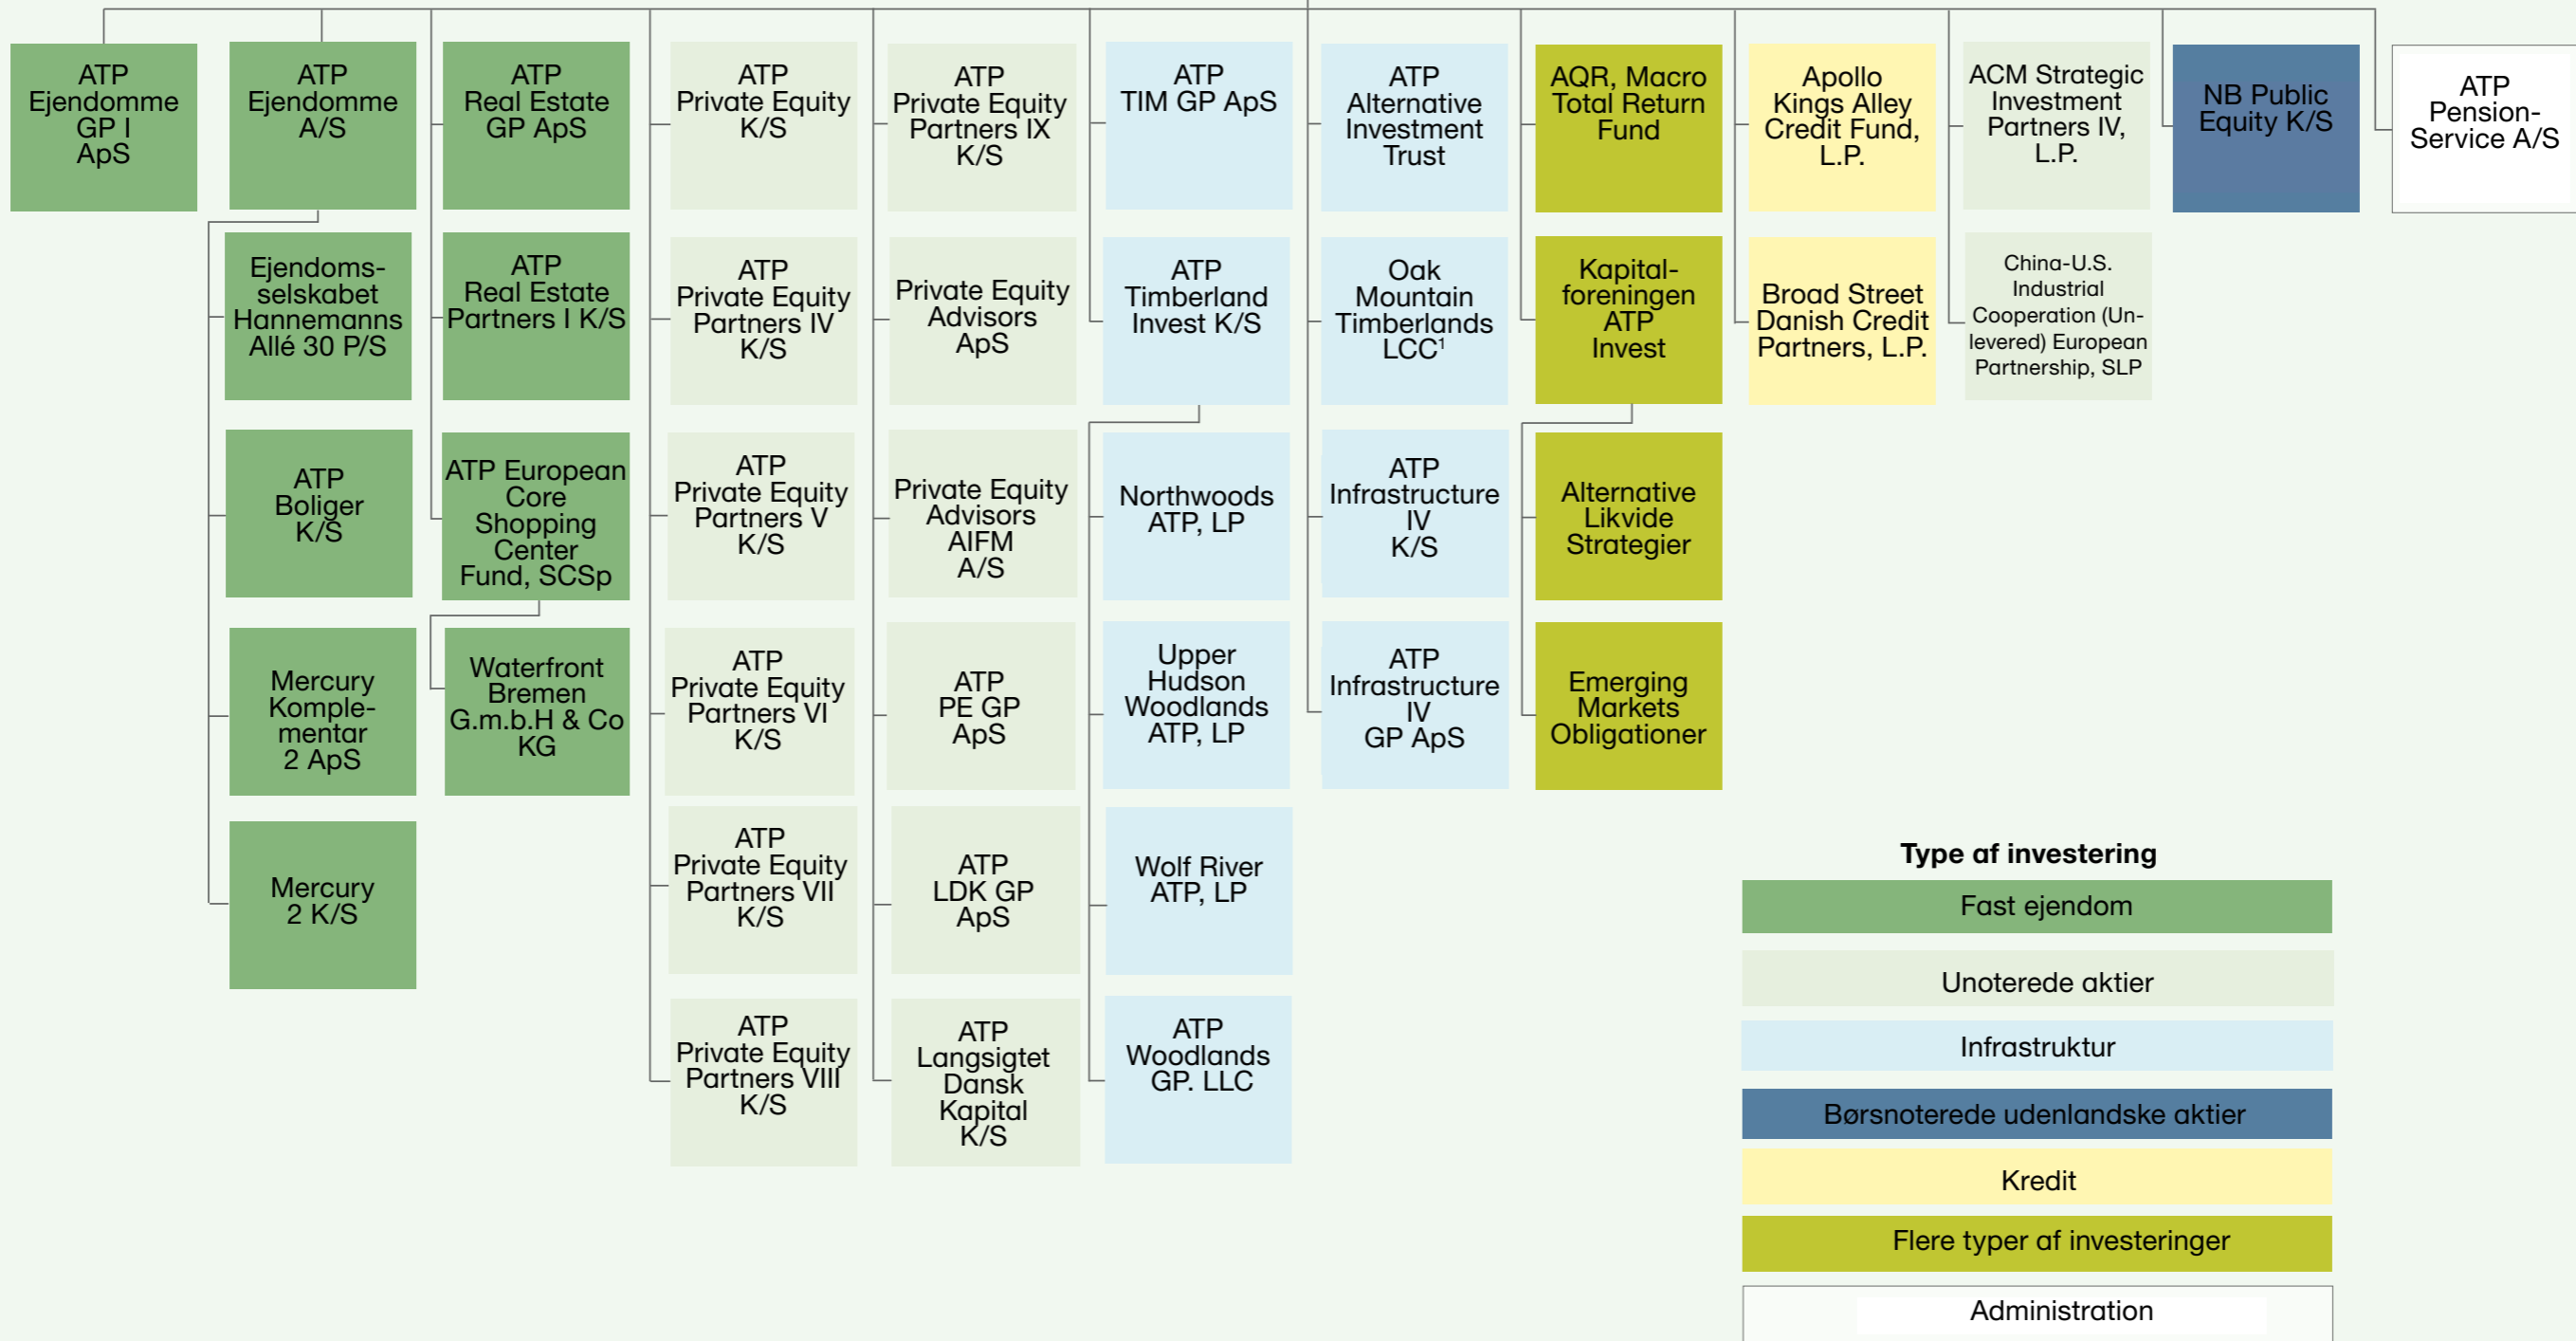 ATP
Ejendomme
GP I
ApS
ATP
Ejendomme
A/S
ATP
Real Estate
GP ApS
ATP
Private Equity
K/S
ATP
Private Equity
Partners IX
K/S
ATP
TIM GP ApS
ATP
Alternative
Investment
Trust
AQR, Macro
Total Return
Fund
Apollo
Kings Alley
Credit Fund,
L.P.
ACM Strategic
Investment
Partners IV,
L.P.
NB Public
Equity K/S
ATP
Pension-
Service A/S
Ejendoms-
selskabet
Hannemanns
Allé 30 P/S
ATP
Real Estate
Partners I K/S
ATP
Private Equity
Partners IV
K/S
Private Equity
Advisors
ApS
ATP
Timberland
Invest K/S
Oak
Mountain
Timberlands
LCC¹
Kapital-
foreningen
ATP
Invest
Broad Street
Danish Credit
Partners, L.P.
China-U.S.
Industrial
Cooperation (Un-
levered) European
Partnership, SLP
ATP
Boliger
K/S
ATP European
Core
Shopping
Center
Fund, SCSp
ATP
Private Equity
Partners V
K/S
Private Equity
Advisors
AIFM
A/S
Northwoods
ATP, LP
ATP
Infrastructure
IV
K/S
Alternative
Likvide
Strategier
Mercury
Komple-
mentar
2 ApS
Waterfront
Bremen
G.m.b.H & Co
KG
ATP
Private Equity
Partners VI
K/S
ATP
PE GP
ApS
Upper
Hudson
Woodlands
ATP, LP
ATP
Infrastructure
IV
GP ApS
Emerging
Markets
Obligationer
Mercury
2 K/S
ATP
Private Equity
Partners VII
K/S
ATP
LDK GP
ApS
Wolf River
ATP, LP
ATP
Private Equity
Partners VIII
K/S
ATP
Langsigtet
Dansk
Kapital
K/S
ATP
Woodlands
GP. LLC
Type af investering
Fast ejendom
Unoterede aktier
Infrastruktur
Børsnoterede udenlandske aktier
Kredit
Flere typer af investeringer
Administration